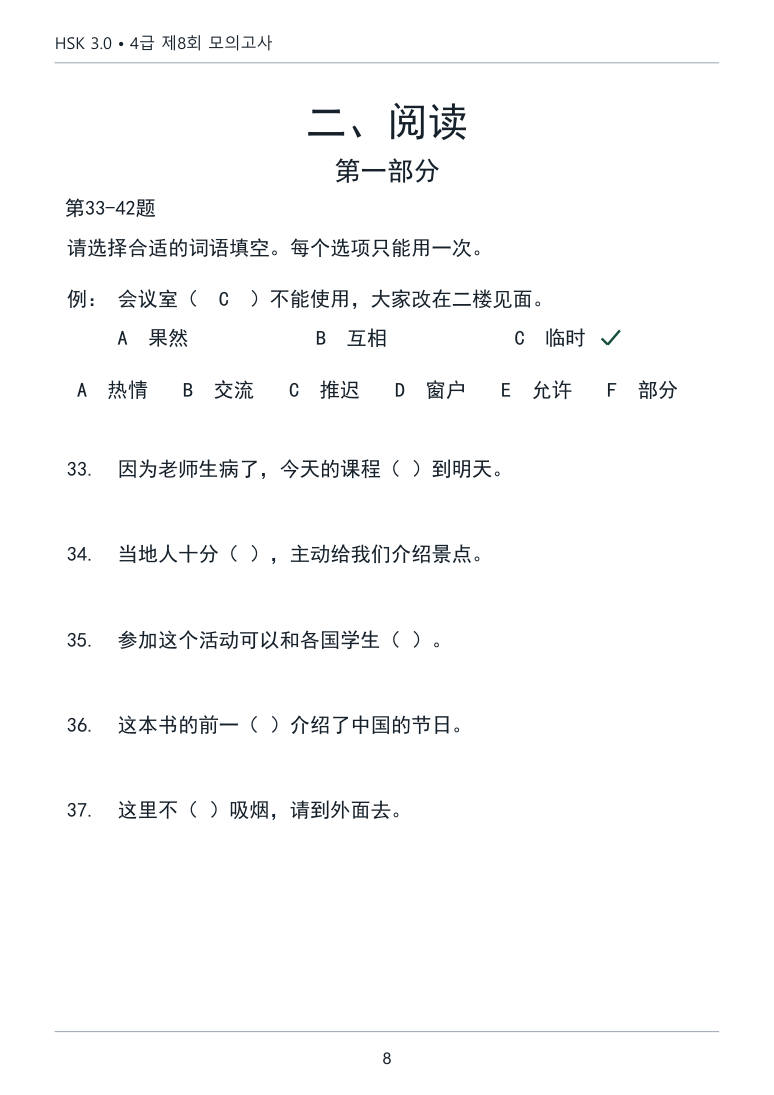 HSK 3.0 • 4급 제8회 모의고사
二、阅读
第一部分
第33-42题
请选择合适的词语填空。每个选项只能用一次。
例： 会议室（ C ）不能使用，大家改在二楼见面。
A 果然 B 互相 C 临时 ✓
A 热情 B 交流 C 推迟 D 窗户 E 允许 F 部分
33. 因为老师生病了，今天的课程（ ）到明天。
34. 当地人十分（ ），主动给我们介绍景点。
35. 参加这个活动可以和各国学生（ ）。
36. 这本书的前一（ ）介绍了中国的节日。
37. 这里不（ ）吸烟，请到外面去。
8